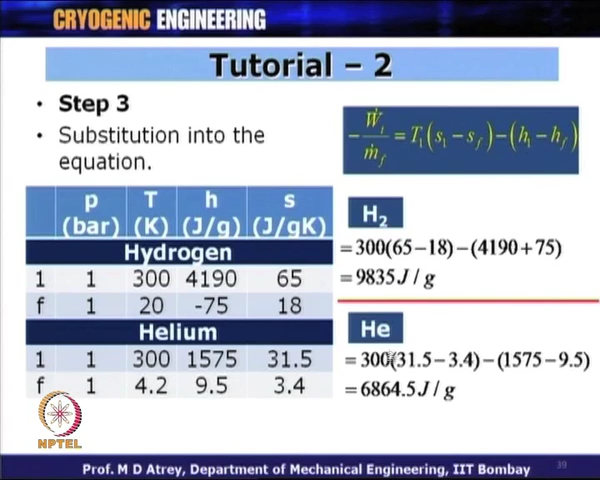 CRYOGENIC ENGINEERING
Tutorial – 2
• Step 3
• Substitution into the
equation.
−Ẇᵢ/ṁf = T₁(s₁ − sf) − (h₁ − hf)
p T h s
(bar) (K) (J/g) (J/gK)
Hydrogen
1 1 300 4190 65
f 1 20 -75 18
Helium
1 1 300 1575 31.5
f 1 4.2 9.5 3.4
H₂
= 300(65−18)−(4190+75)
= 9835 J / g
He
= 300(31.5−3.4)−(1575−9.5)
= 6864.5 J / g
NPTEL
Prof. M D Atrey, Department of Mechanical Engineering, IIT Bombay
39